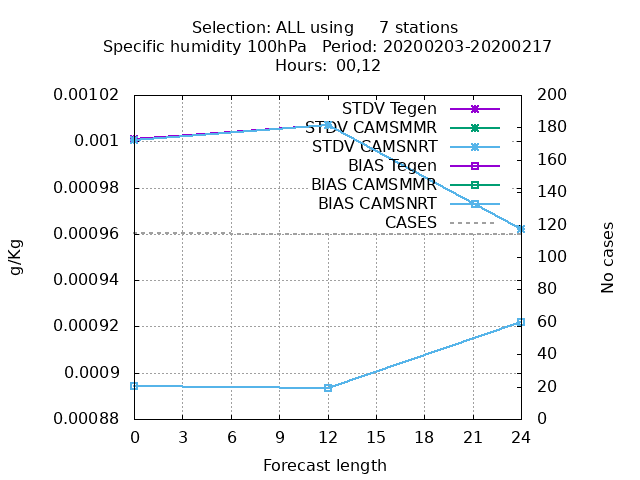 Selection: ALL using 7 stations
Specific humidity 100hPa Period: 20200203-20200217
Hours: 00,12
0.00102
0.001
0.00098
0.00096
0.00094
0.00092
0.0009
0.00088
g/Kg
STDV Tegen
STDV CAMSMMR
STDV CAMSNRT
BIAS Tegen
BIAS CAMSMMR
BIAS CAMSNRT
CASES
200
180
160
140
120
100
80
60
40
20
0
No cases
0 3 6 9 12 15 18 21 24
Forecast length